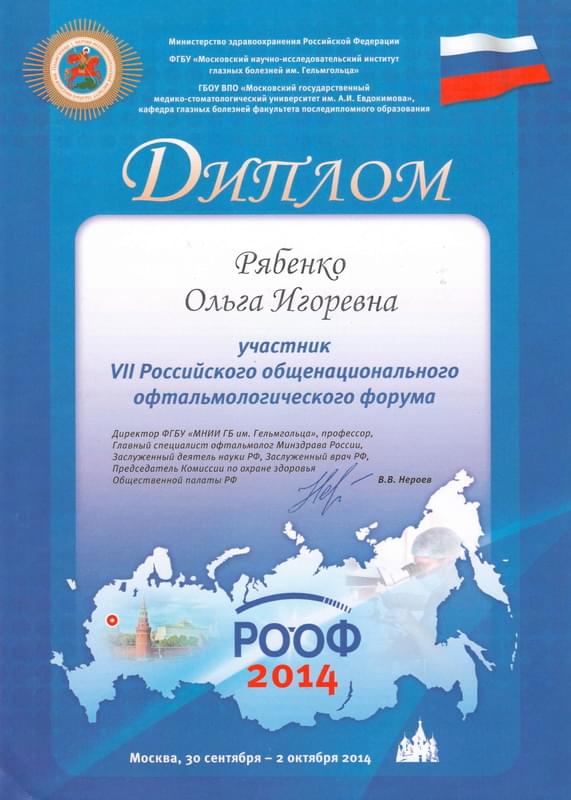 Министерство здравоохранения Российской Федерации
ФГБУ «Московский научно-исследовательский институт
глазных болезней им. Гельмгольца»
ГБОУ ВПО «Московский государственный
медико-стоматологический университет им. А.И. Евдокимова»,
кафедра глазных болезней факультета последипломного образования
Диплом
Рябенко
Ольга Игоревна
участник
VII Российского общенационального
офтальмологического форума
Директор ФГБУ «МНИИ ГБ им. Гельмгольца», профессор,
Главный специалист офтальмолог Минздрава России,
Заслуженный деятель науки РФ, Заслуженный врач РФ,
Председатель Комиссии по охране здоровья
Общественной палаты РФ
В.В. Нероев
РООФ
2014
Москва, 30 сентября – 2 октября 2014